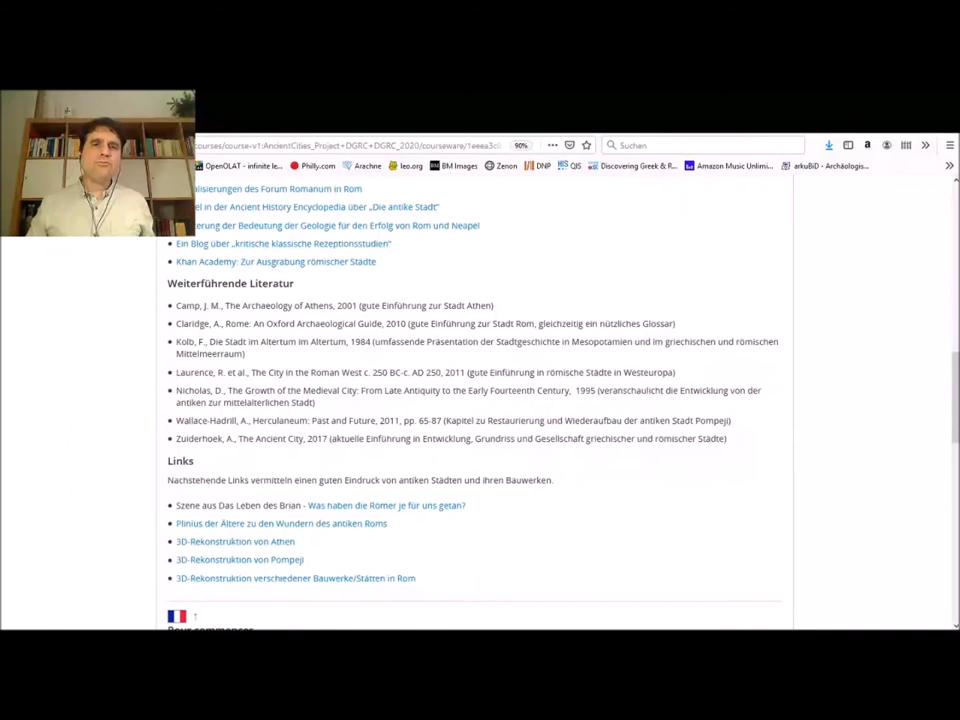 courses/course-v1:AncientCities_Project+DGRC+DGRC_2020/courseware/1eeea3c8 90% Suchen
OpenOLAT - infinite le... Philly.com Arachne leo.org BM Images Zenon DNP QIS Discovering Greek & R... Amazon Music Unlimi... arkuBiD - Archäologis...
alisierungen des Forum Romanum in Rom
el in der Ancient History Encyclopedia über „Die antike Stadt“
terung der Bedeutung der Geologie für den Erfolg von Rom und Neapel
Ein Blog über „kritische klassische Rezeptionsstudien“
Khan Academy: Zur Ausgrabung römischer Städte
Weiterführende Literatur
Camp, J. M., The Archaeology of Athens, 2001 (gute Einführung zur Stadt Athen)
Claridge, A., Rome: An Oxford Archaeological Guide, 2010 (gute Einführung zur Stadt Rom, gleichzeitig ein nützliches Glossar)
Kolb, F., Die Stadt im Altertum im Altertum, 1984 (umfassende Präsentation der Stadtgeschichte in Mesopotamien und im griechischen und römischen
Mittelmeerraum)
Laurence, R. et al., The City in the Roman West c. 250 BC-c. AD 250, 2011 (gute Einführung in römische Städte in Westeuropa)
Nicholas, D., The Growth of the Medieval City: From Late Antiquity to the Early Fourteenth Century, 1995 (veranschaulicht die Entwicklung von der
antiken zur mittelalterlichen Stadt)
Wallace-Hadrill, A., Herculaneum: Past and Future, 2011, pp. 65-87 (Kapitel zu Restaurierung und Wiederaufbau der antiken Stadt Pompeji)
Zuiderhoek, A., The Ancient City, 2017 (aktuelle Einführung in Entwicklung, Grundriss und Gesellschaft griechischer und römischer Städte)
Links
Nachstehende Links vermitteln einen guten Eindruck von antiken Städten und ihren Bauwerken.
Szene aus Das Leben des Brian - Was haben die Römer je für uns getan?
Plinius der Ältere zu den Wundern des antiken Roms
3D-Rekonstruktion von Athen
3D-Rekonstruktion von Pompeji
3D-Rekonstruktion verschiedener Bauwerke/Stätten in Rom
↑
Pour commencer